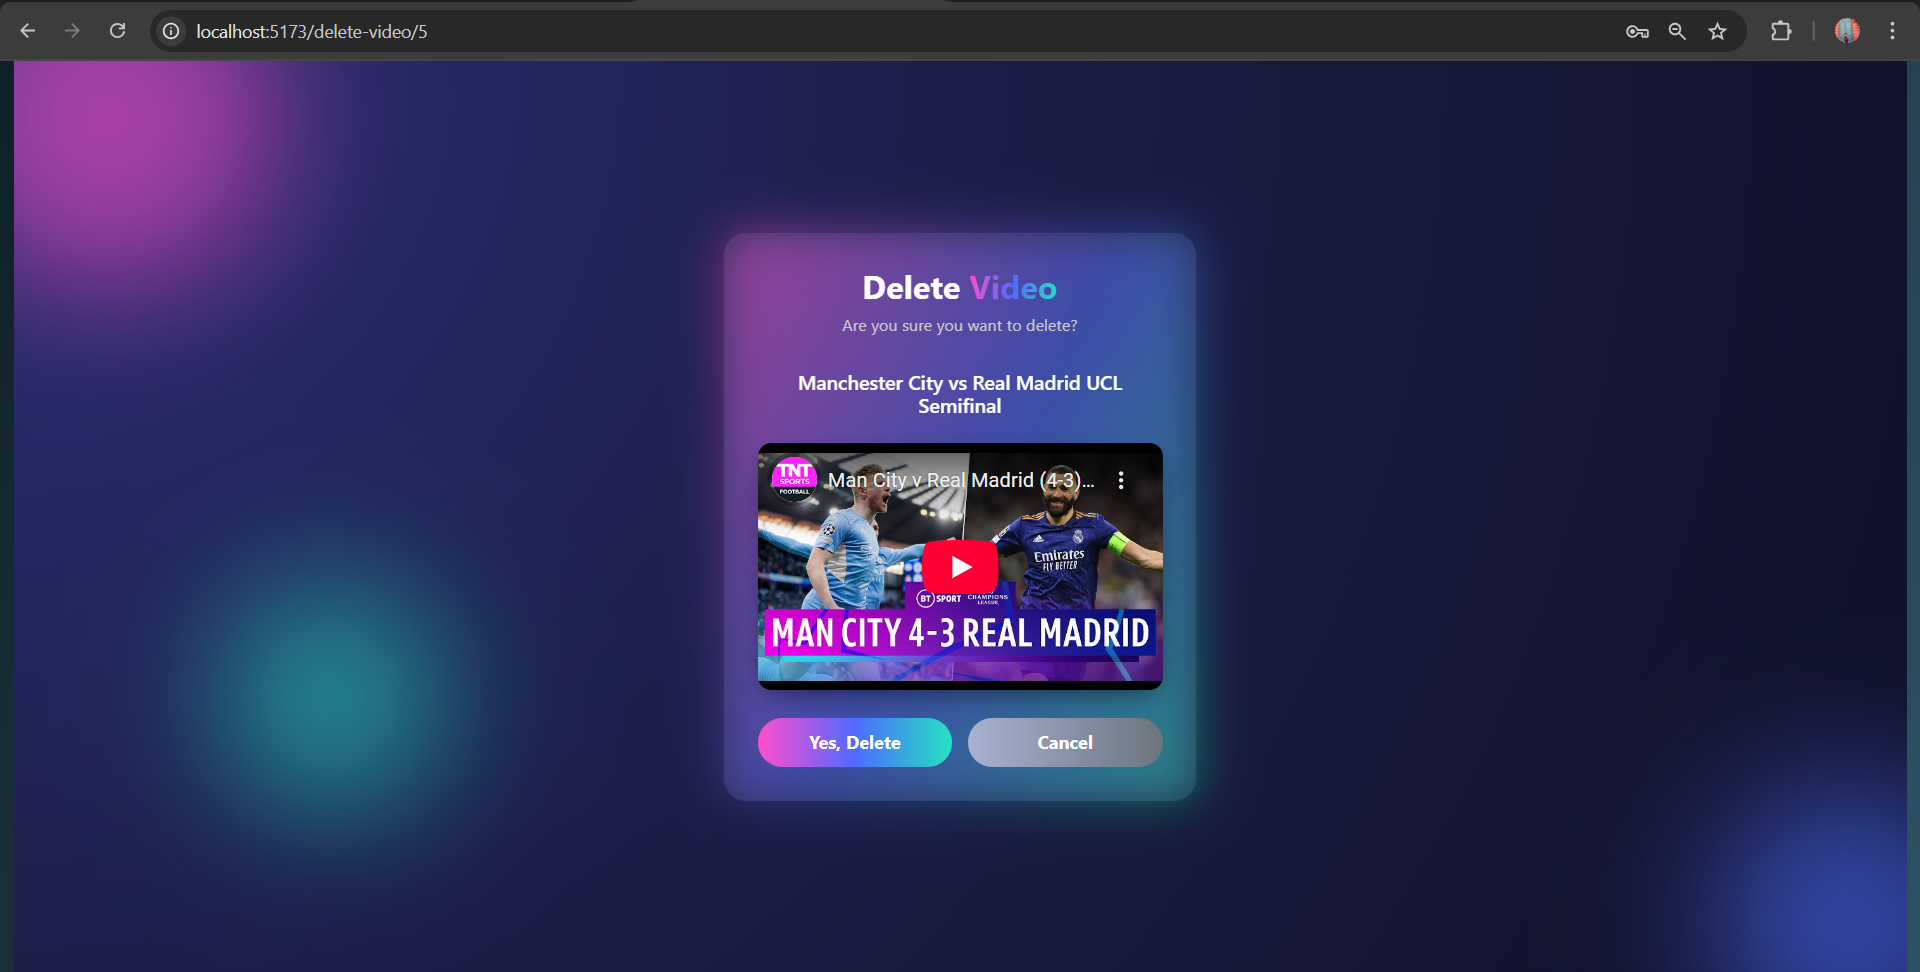 localhost:5173/delete-video/5
Delete Video
Are you sure you want to delete?
Manchester City vs Real Madrid UCL
Semifinal
TNT
SPORTS
FOOTBALL
Man City v Real Madrid (4-3)...
Emirates
FLY BETTER
BT SPORT
CHAMPIONS
LEAGUE
MAN CITY 4-3 REAL MADRID
Yes, Delete
Cancel